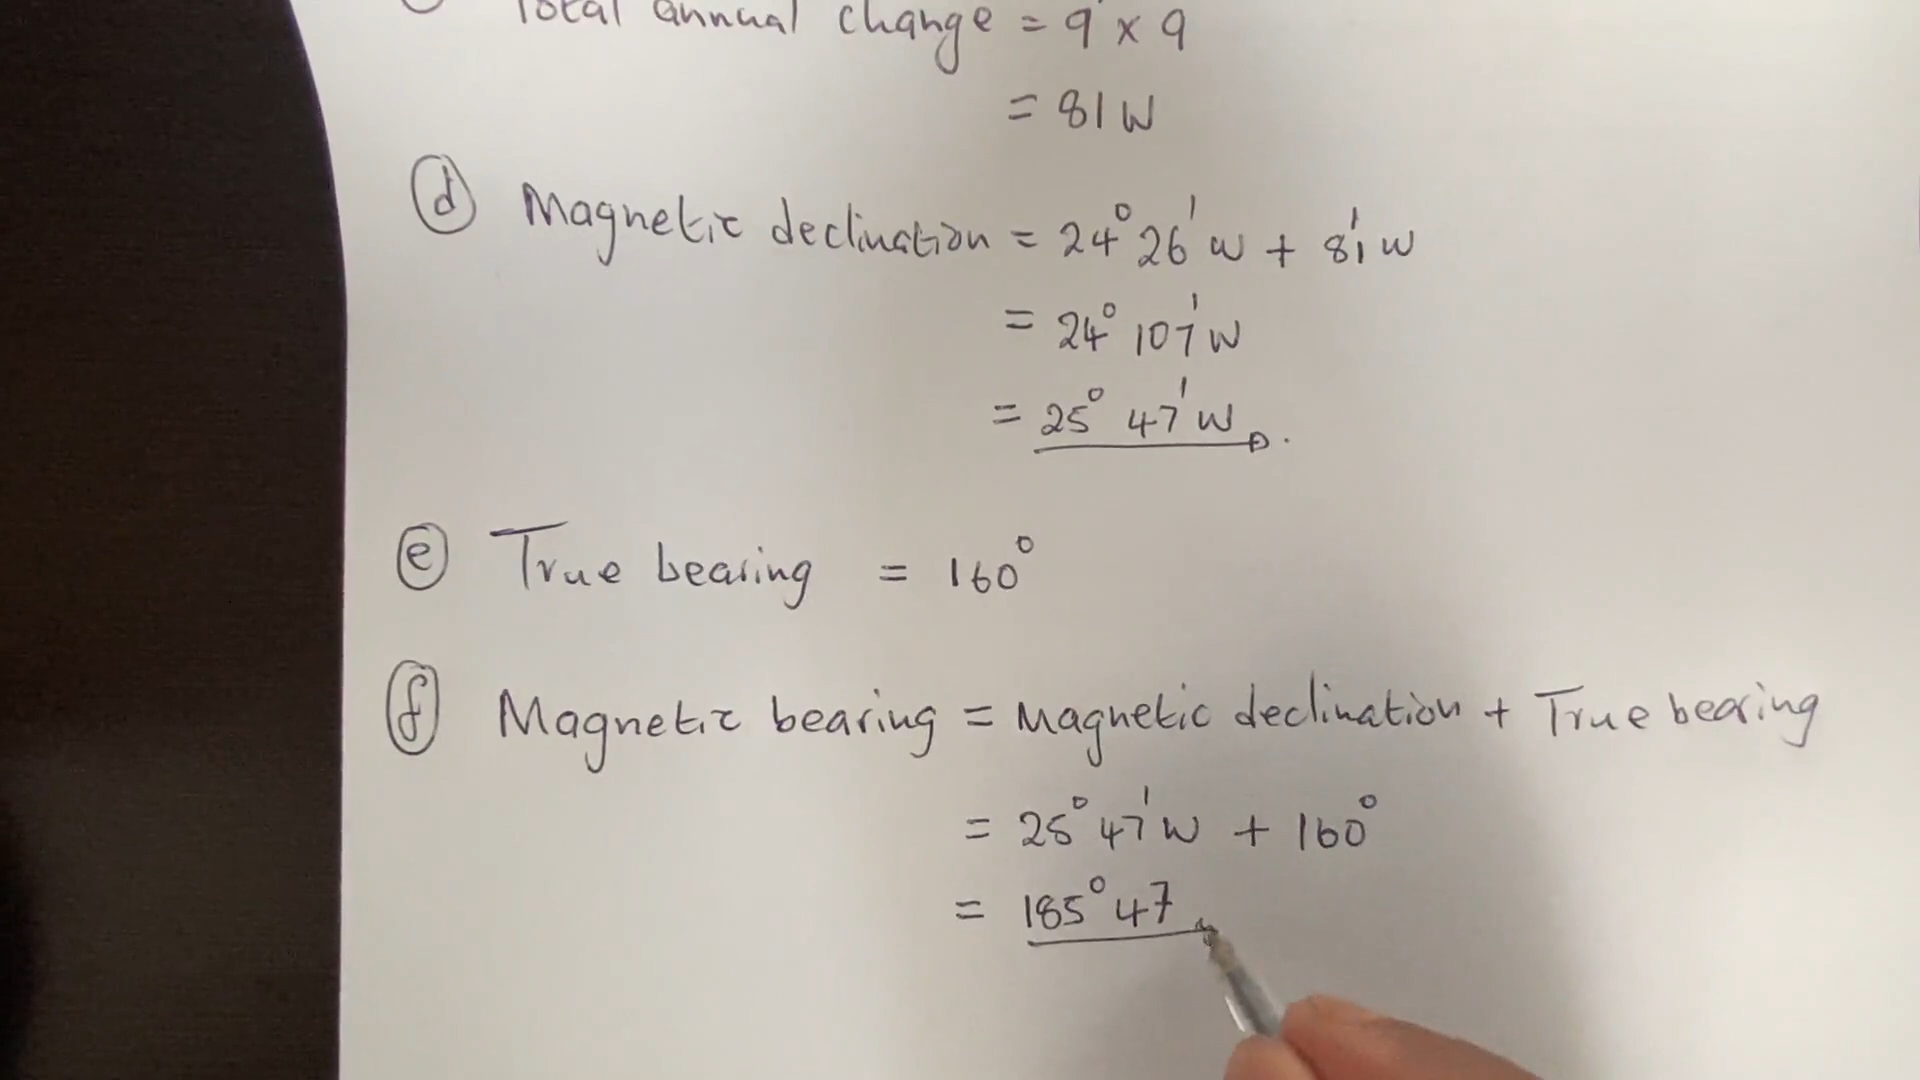 Total annual change = 9' x 9
= 81 W
(d) Magnetic declination = 24° 26' W + 81' W
= 24° 107' W
= 25° 47' W
(e) True bearing = 160°
(f) Magnetic bearing = Magnetic declination + True bearing
= 25° 47' W + 160°
= 185° 47